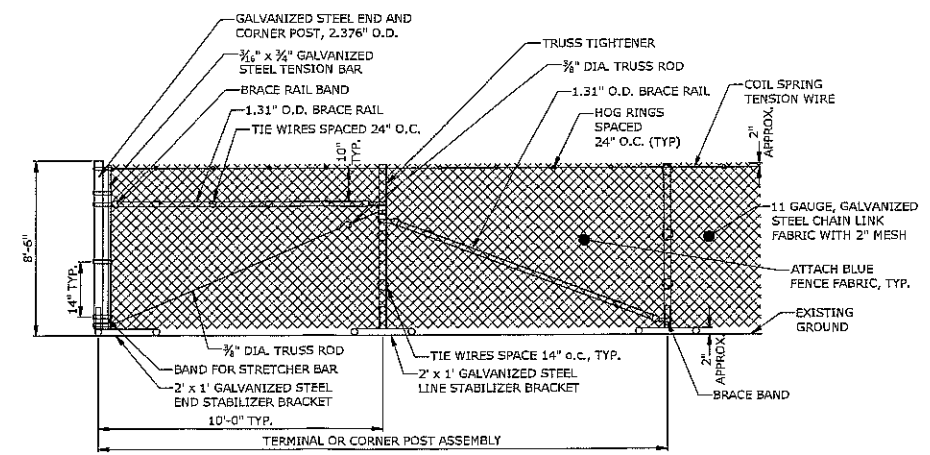 GALVANIZED STEEL END AND
CORNER POST, 2.376" O.D.
3/16" x 3/4" GALVANIZED
STEEL TENSION BAR
BRACE RAIL BAND
1.31" O.D. BRACE RAIL
TIE WIRES SPACED 24" O.C.
10"
TYP.
TRUSS TIGHTENER
3/8" DIA. TRUSS ROD
1.31" O.D. BRACE RAIL
HOG RINGS
SPACED
24" O.C. (TYP)
COIL SPRING
TENSION WIRE
2"
APPROX.
8'-6"
14" TYP.
11 GAUGE, GALVANIZED
STEEL CHAIN LINK
FABRIC WITH 2" MESH
ATTACH BLUE
FENCE FABRIC, TYP.
EXISTING
GROUND
3/8" DIA. TRUSS ROD
BAND FOR STRETCHER BAR
2' x 1' GALVANIZED STEEL
END STABILIZER BRACKET
TIE WIRES SPACE 14" o.c., TYP.
2' x 1' GALVANIZED STEEL
LINE STABILIZER BRACKET
2"
APPROX.
BRACE BAND
10'-0" TYP.
TERMINAL OR CORNER POST ASSEMBLY